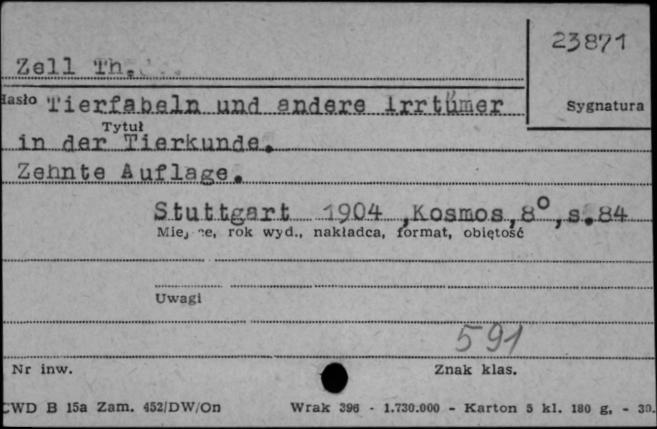 23871
Zell Th.
Hasło Tierfabeln und andere Irrtümer
Sygnatura
Tytuł
in der Tierkunde.
Zehnte Auflage.
Stuttgart 1904 ,Kosmos,8°,s.84
Miejsce, rok wyd., nakładca, format, objętość
Uwagi
591
Nr inw.
Znak klas.
CWD B 15a Zam. 452/DW/On Wrak 396 - 1.730.000 - Karton 5 kl. 180 g. - 30.